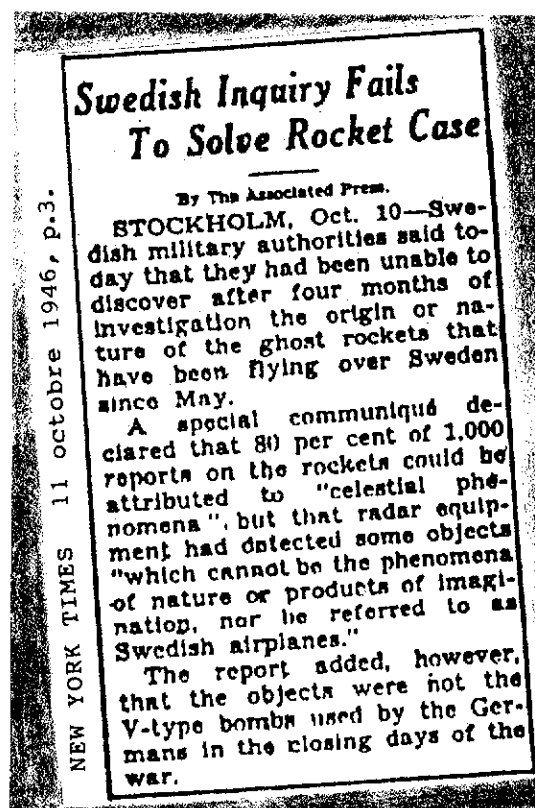 Swedish Inquiry Fails
To Solve Rocket Case
By The Associated Press.
STOCKHOLM, Oct. 10—Swe-
dish military authorities said to-
day that they had been unable to
discover after four months of
investigation the origin or na-
ture of the ghost rockets that
have been flying over Sweden
since May.
A special communiqué de-
clared that 80 per cent of 1,000
reports on the rockets could be
attributed to "celestial phe-
nomena", but that radar equip-
ment had detected some objects
"which cannot be the phenomena
of nature or products of imagi-
nation, nor be referred to as
Swedish airplanes."
The report added, however,
that the objects were not the
V-type bombs used by the Ger-
mans in the closing days of the
war.
NEW YORK TIMES 11 octobre 1946, p.3.